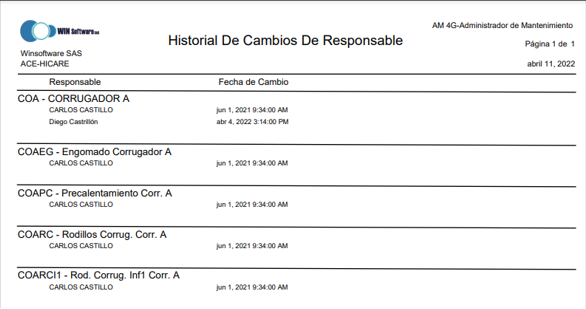 WIN Software SAS
AM 4G-Administrador de Mantenimiento
Historial De Cambios De Responsable
Página 1 de 1
Winsoftware SAS
ACE-HICARE
abril 11, 2022
Responsable Fecha de Cambio
COA - CORRUGADOR A
CARLOS CASTILLO jun 1, 2021 9:34:00 AM
Diego Castrillón abr 4, 2022 3:14:00 PM
COAEG - Engomado Corrugador A
CARLOS CASTILLO jun 1, 2021 9:34:00 AM
COAPC - Precalentamiento Corr. A
CARLOS CASTILLO jun 1, 2021 9:34:00 AM
COARC - Rodillos Corrug. Corr. A
CARLOS CASTILLO jun 1, 2021 9:34:00 AM
COARCI1 - Rod. Corrug. Inf1 Corr. A
CARLOS CASTILLO jun 1, 2021 9:34:00 AM